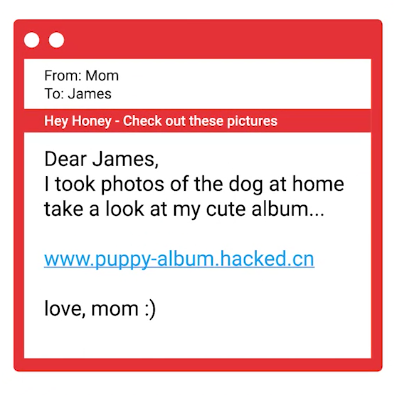 From: Mom
To: James
Hey Honey - Check out these pictures
Dear James,
I took photos of the dog at home
take a look at my cute album...
www.puppy-album.hacked.cn
love, mom :)